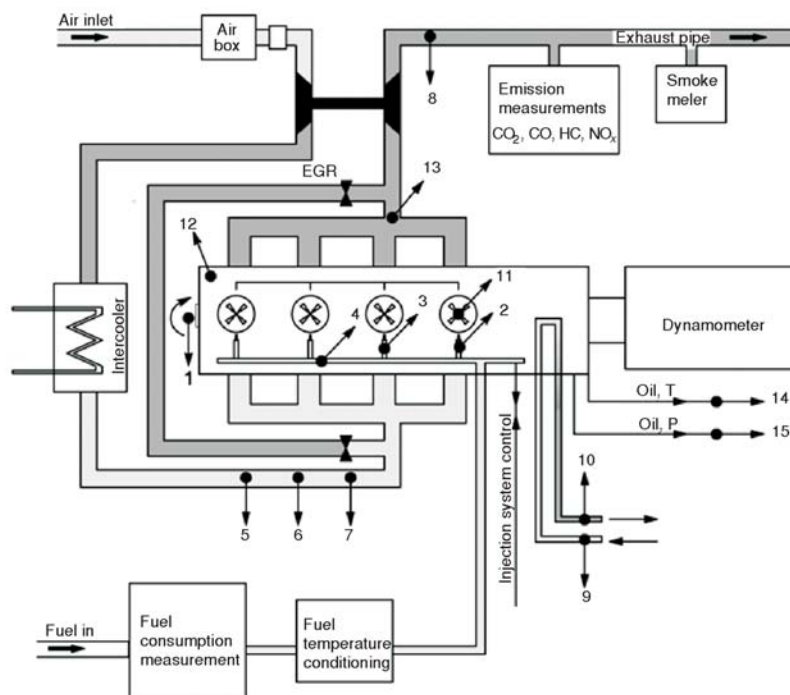 Air inlet
Air
box
Exhaust pipe
8
Emission
measurements
CO₂, CO, HC, NOₓ
Smoke
meler
EGR
13
12
11
4
3
2
1
Intercooler
Dynamometer
Oil, T
14
Oil, P
15
10
9
5
6
7
Injection system control
Fuel in
Fuel
consumption
measurement
Fuel
temperature
conditioning